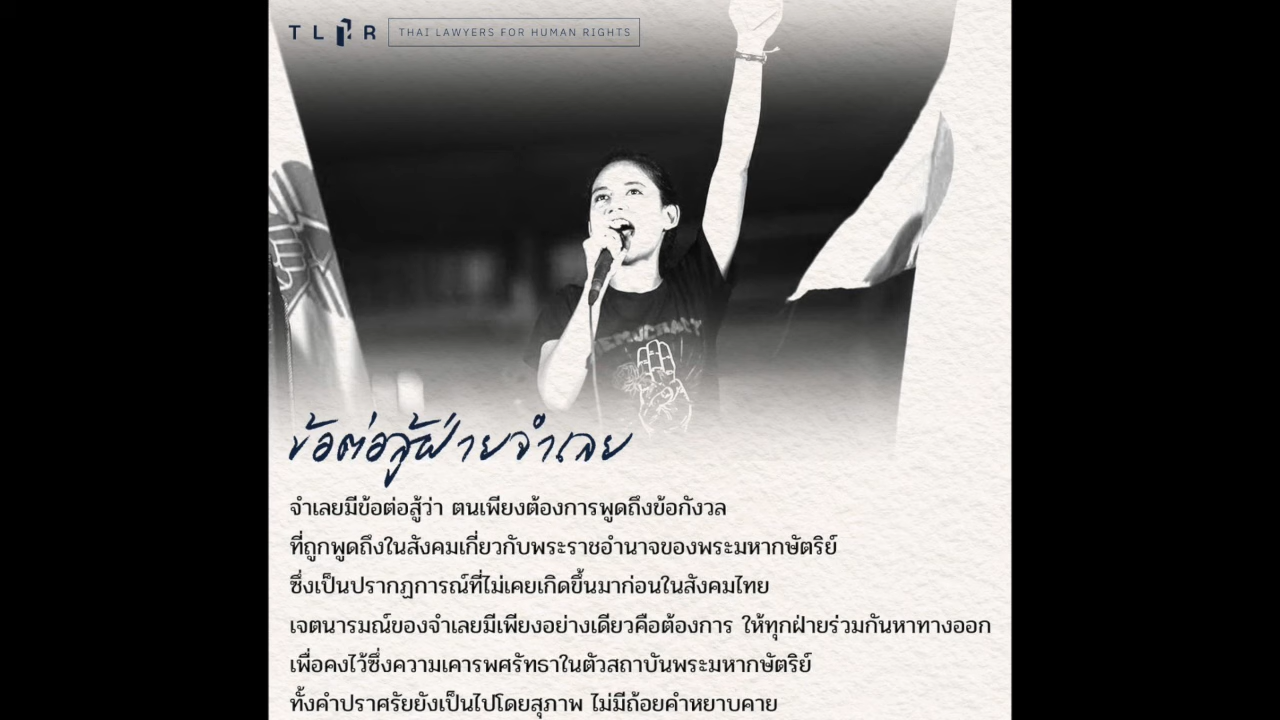 TLHR THAI LAWYERS FOR HUMAN RIGHTS
DEMOCRACY
ข้อต่อสู้ฝ่ายจำเลย
จำเลยมีข้อต่อสู้ว่า ตนเพียงต้องการพูดถึงข้อกังวล
ที่ถูกพูดถึงในสังคมเกี่ยวกับพระราชอำนาจของพระมหากษัตริย์
ซึ่งเป็นปรากฏการณ์ที่ไม่เคยเกิดขึ้นมาก่อนในสังคมไทย
เจตนารมณ์ของจำเลยมีเพียงอย่างเดียวคือต้องการ ให้ทุกฝ่ายร่วมกันหาทางออก
เพื่อคงไว้ซึ่งความเคารพศรัทธาในตัวสถาบันพระมหากษัตริย์
ทั้งคำปราศรัยยังเป็นไปโดยสุภาพ ไม่มีถ้อยคำหยาบคาย